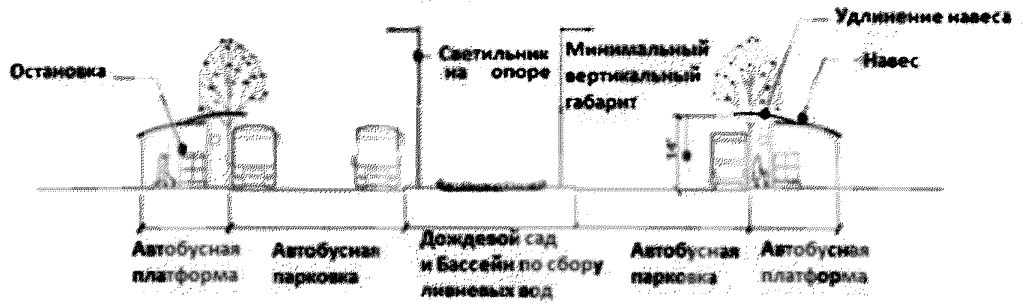 Удлинение навеса
Остановка
Светильник
на опоре
Минимальный
вертикальный
габарит
Навес
Автобусная
платформа
Автобусная
парковка
Дождевой сад
и Бассейн по сбору
ливневых вод
Автобусная
парковка
Автобусная
платформа